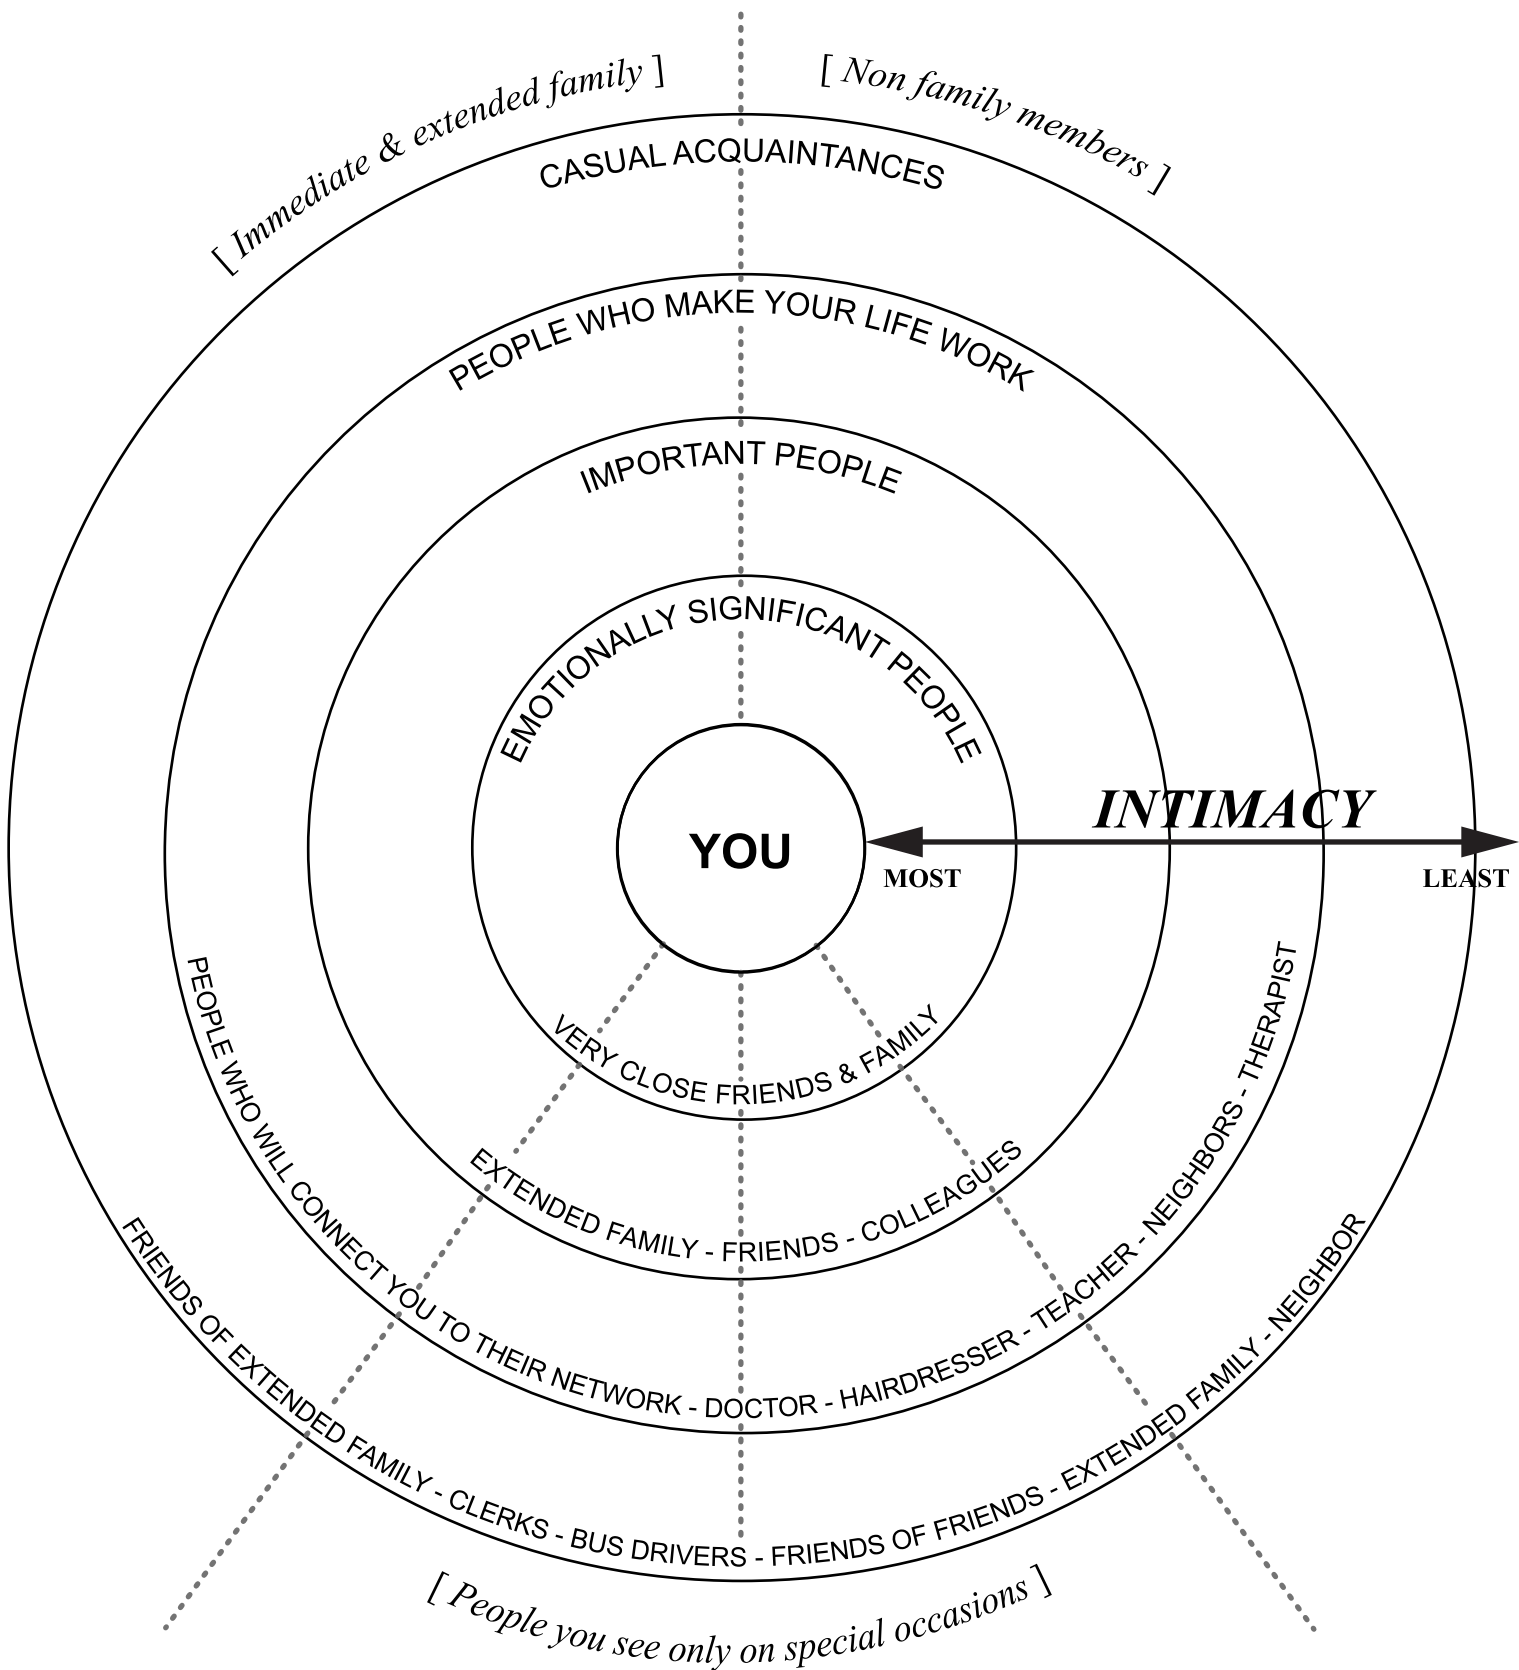 [ Immediate & extended family ]
[ Non family members ]
CASUAL ACQUAINTANCES
PEOPLE WHO MAKE YOUR LIFE WORK
IMPORTANT PEOPLE
EMOTIONALLY SIGNIFICANT PEOPLE
YOU
INTIMACY
MOST
LEAST
VERY CLOSE FRIENDS & FAMILY
EXTENDED FAMILY - FRIENDS - COLLEAGUES
PEOPLE WHO WILL CONNECT YOU TO THEIR NETWORK - DOCTOR - HAIRDRESSER - TEACHER - NEIGHBORS - THERAPIST
FRIENDS OF EXTENDED FAMILY - CLERKS - BUS DRIVERS - FRIENDS OF FRIENDS - EXTENDED FAMILY - NEIGHBOR
[ People you see only on special occasions ]